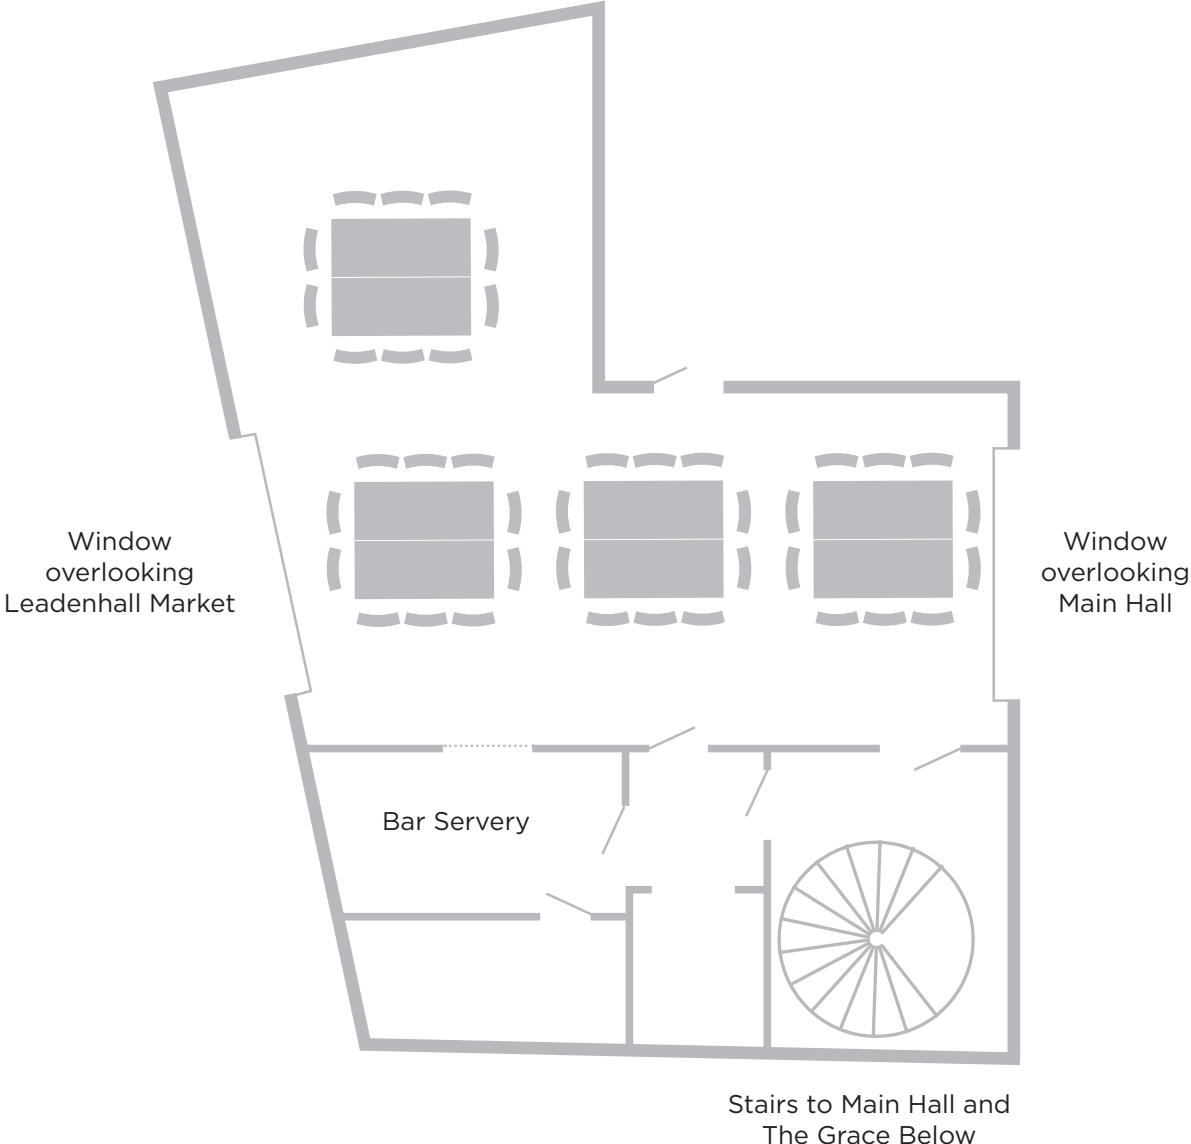 Window
overlooking
Leadenhall Market
Window
overlooking
Main Hall
Bar Servery
Stairs to Main Hall and
The Grace Below